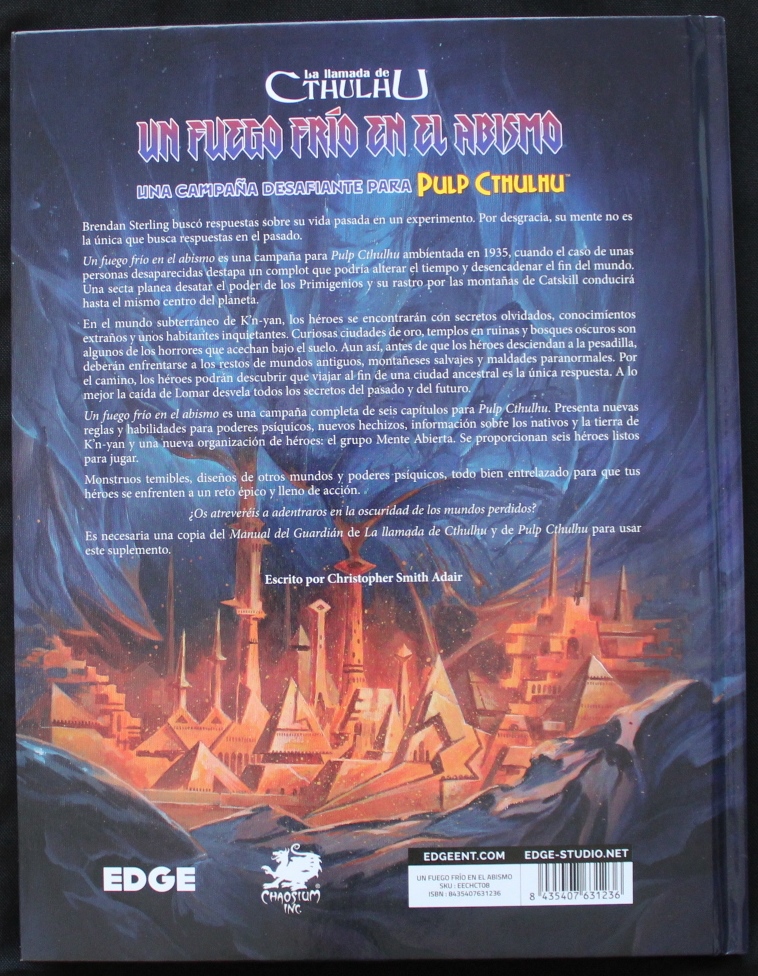 La llamada de
CTHULHU
UN FUEGO FRÍO EN EL ABISMO
UNA CAMPAÑA DESAFIANTE PARA PULP CTHULHU™
Brendan Sterling buscó respuestas sobre su vida pasada en un experimento. Por desgracia, su mente no es
la única que busca respuestas en el pasado.
Un fuego frío en el abismo es una campaña para Pulp Cthulhu ambientada en 1935, cuando el caso de unas
personas desaparecidas destapa un complot que podría alterar el tiempo y desencadenar el fin del mundo.
Una secta planea desatar el poder de los Primigenios y su rastro por las montañas de Catskill conducirá
hasta el mismo centro del planeta.
En el mundo subterráneo de K'n-yan, los héroes se encontrarán con secretos olvidados, conocimientos
extraños y unos habitantes inquietantes. Curiosas ciudades de oro, templos en ruinas y bosques oscuros son
algunos de los horrores que acechan bajo el suelo. Aun así, antes de que los héroes desciendan a la pesadilla,
deberán enfrentarse a los restos de mundos antiguos, montañeses salvajes y maldades paranormales. Por
el camino, los héroes podrán descubrir que viajar al fin de una ciudad ancestral es la única respuesta. A lo
mejor la caída de Lomar desvela todos los secretos del pasado y del futuro.
Un fuego frío en el abismo es una campaña completa de seis capítulos para Pulp Cthulhu. Presenta nuevas
reglas y habilidades para poderes psíquicos, nuevos hechizos, información sobre los nativos y la tierra de
K'n-yan y una nueva organización de héroes: el grupo Mente Abierta. Se proporcionan seis héroes listos
para jugar.
Monstruos temibles, diseños de otros mundos y poderes psíquicos, todo bien entrelazado para que tus
héroes se enfrenten a un reto épico y lleno de acción.
¿Os atreveréis a adentraros en la oscuridad de los mundos perdidos?
Es necesaria una copia del Manual del Guardián de La llamada de Cthulhu y de Pulp Cthulhu para usar
este suplemento.
Escrito por Christopher Smith Adair
EDGE
CHAOSIUM
INC.
EDGEENT.COM EDGE-STUDIO.NET
UN FUEGO FRÍO EN EL ABISMO
SKU : EECHCT08
ISBN : 8435407631236
8 435407 631236